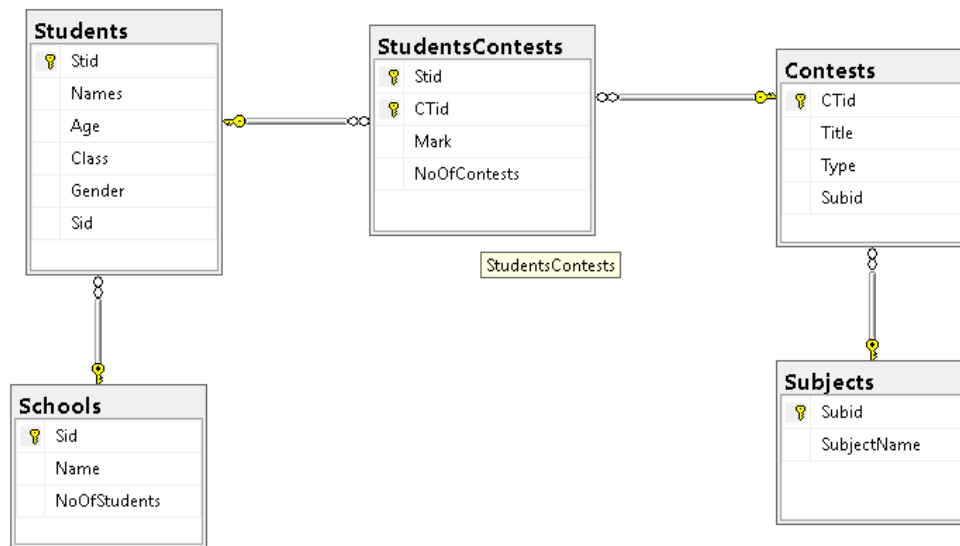 Students
Stid
Names
Age
Class
Gender
Sid
StudentsContests
Stid
CTid
Mark
NoOfContests
StudentsContests
Contests
CTid
Title
Type
Subid
Schools
Sid
Name
NoOfStudents
Subjects
Subid
SubjectName